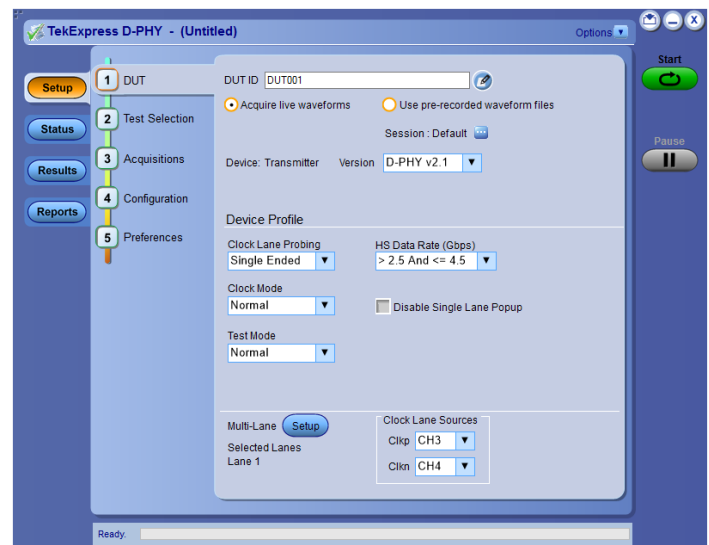 TekExpress D-PHY - (Untitled)
Options
Start
Pause
Setup
Status
Results
Reports
1 DUT
2 Test Selection
3 Acquisitions
4 Configuration
5 Preferences
DUT ID DUT001
Acquire live waveforms Use pre-recorded waveform files
Session : Default
Device: Transmitter Version D-PHY v2.1
Device Profile
Clock Lane Probing HS Data Rate (Gbps)
Single Ended > 2.5 And <= 4.5
Clock Mode
Normal Disable Single Lane Popup
Test Mode
Normal
Multi-Lane Setup
Selected Lanes
Lane 1
Clock Lane Sources
Clkp CH3
Clkn CH4
Ready.